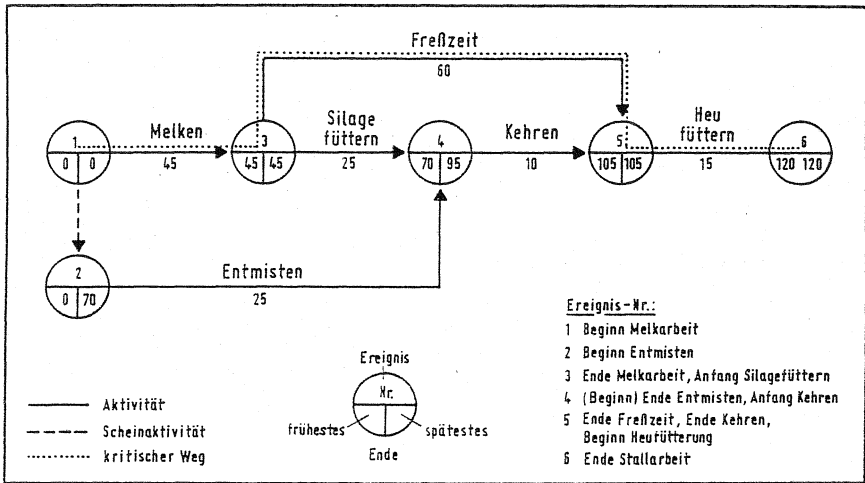 Freßzeit
60
1
Melken
3
Silage
füttern
4
Kehren
5
Heu
füttern
6
0 0
45
45 45
25
70 95
10
105 105
15
120 120
2
Entmisten
0 70
25
Ereignis-Nr.:
1 Beginn Melkarbeit
2 Beginn Entmisten
3 Ende Melkarbeit, Anfang Silagefüttern
4 (Beginn) Ende Entmisten, Anfang Kehren
5 Ende Freßzeit, Ende Kehren,
Beginn Heufütterung
6 Ende Stallarbeit
Ereignis
Nr.
frühestes spätestes
Ende
Aktivität
Scheinaktivität
kritischer Weg